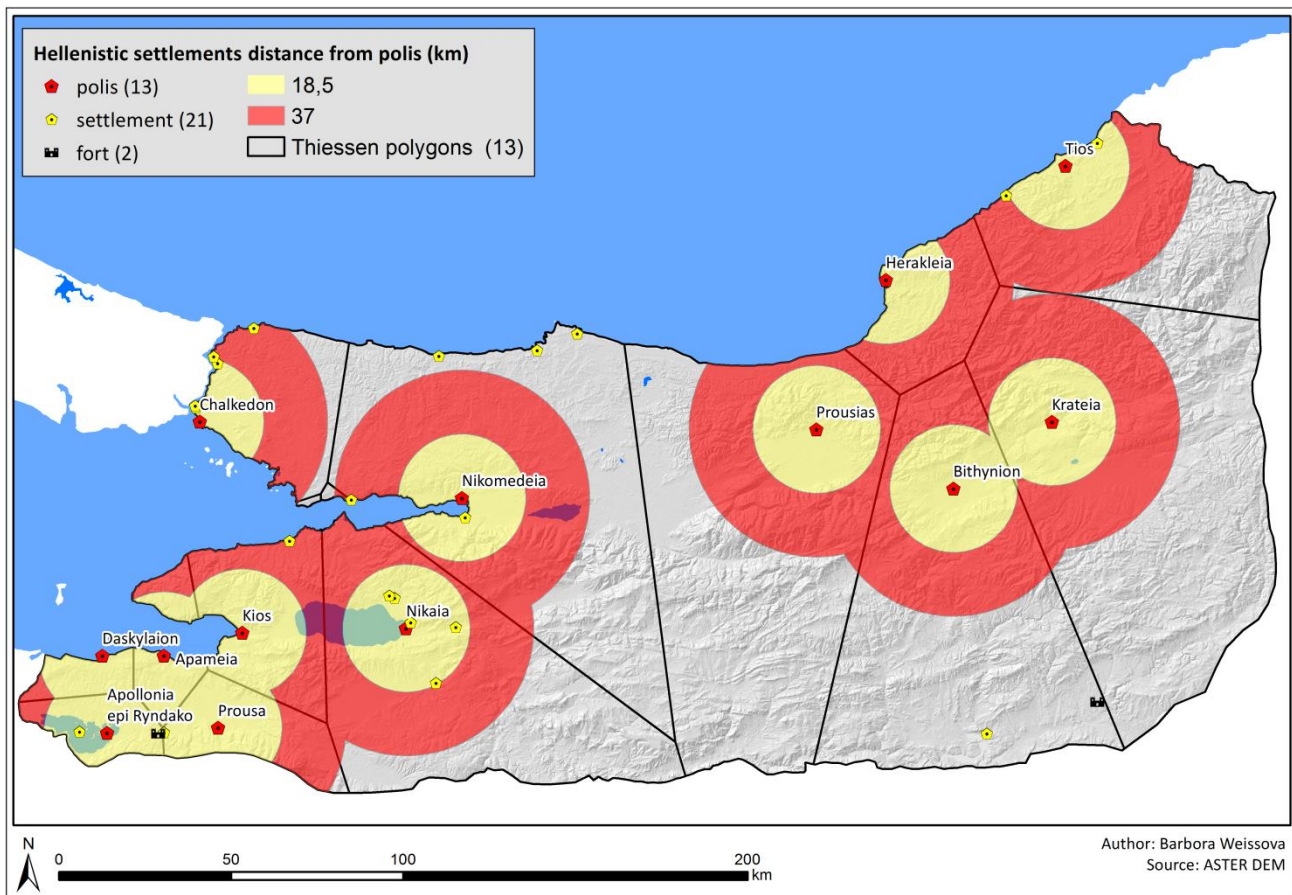 Hellenistic settlements distance from polis (km)
polis (13)
18,5
settlement (21)
37
fort (2)
Thiessen polygons (13)
Tios
Herakleia
Chalkedon
Prousias
Krateia
Nikomedeia
Bithynion
Kios
Nikaia
Daskylaion
Apameia
Apollonia
epi Ryndako
Prousa
N
0
50
100
200
km
Author: Barbora Weissova
Source: ASTER DEM